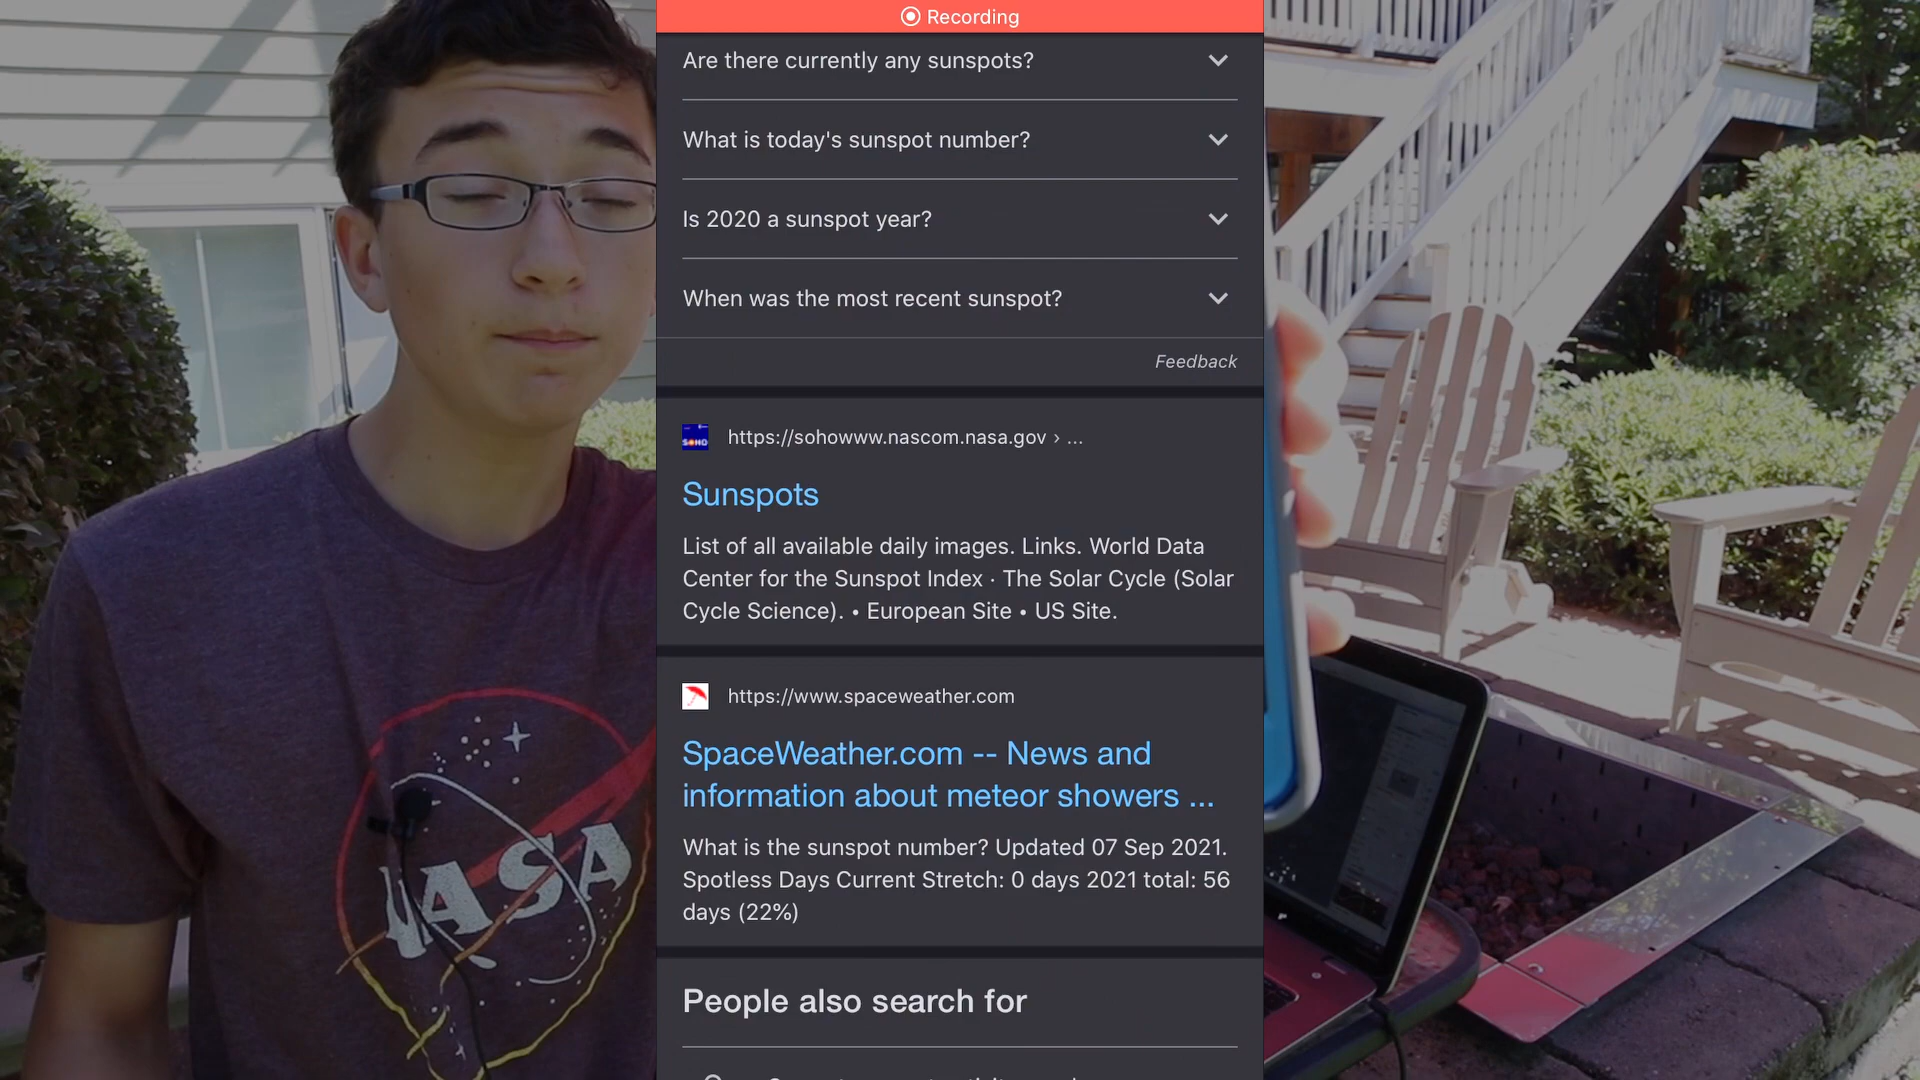 Recording
Are there currently any sunspots?
What is today's sunspot number?
Is 2020 a sunspot year?
When was the most recent sunspot?
Feedback
SOHO
https://sohowww.nascom.nasa.gov › ...
Sunspots
List of all available daily images. Links. World Data
Center for the Sunspot Index · The Solar Cycle (Solar
Cycle Science). • European Site • US Site.
https://www.spaceweather.com
SpaceWeather.com -- News and
information about meteor showers ...
What is the sunspot number? Updated 07 Sep 2021.
Spotless Days Current Stretch: 0 days 2021 total: 56
days (22%)
People also search for
NASA